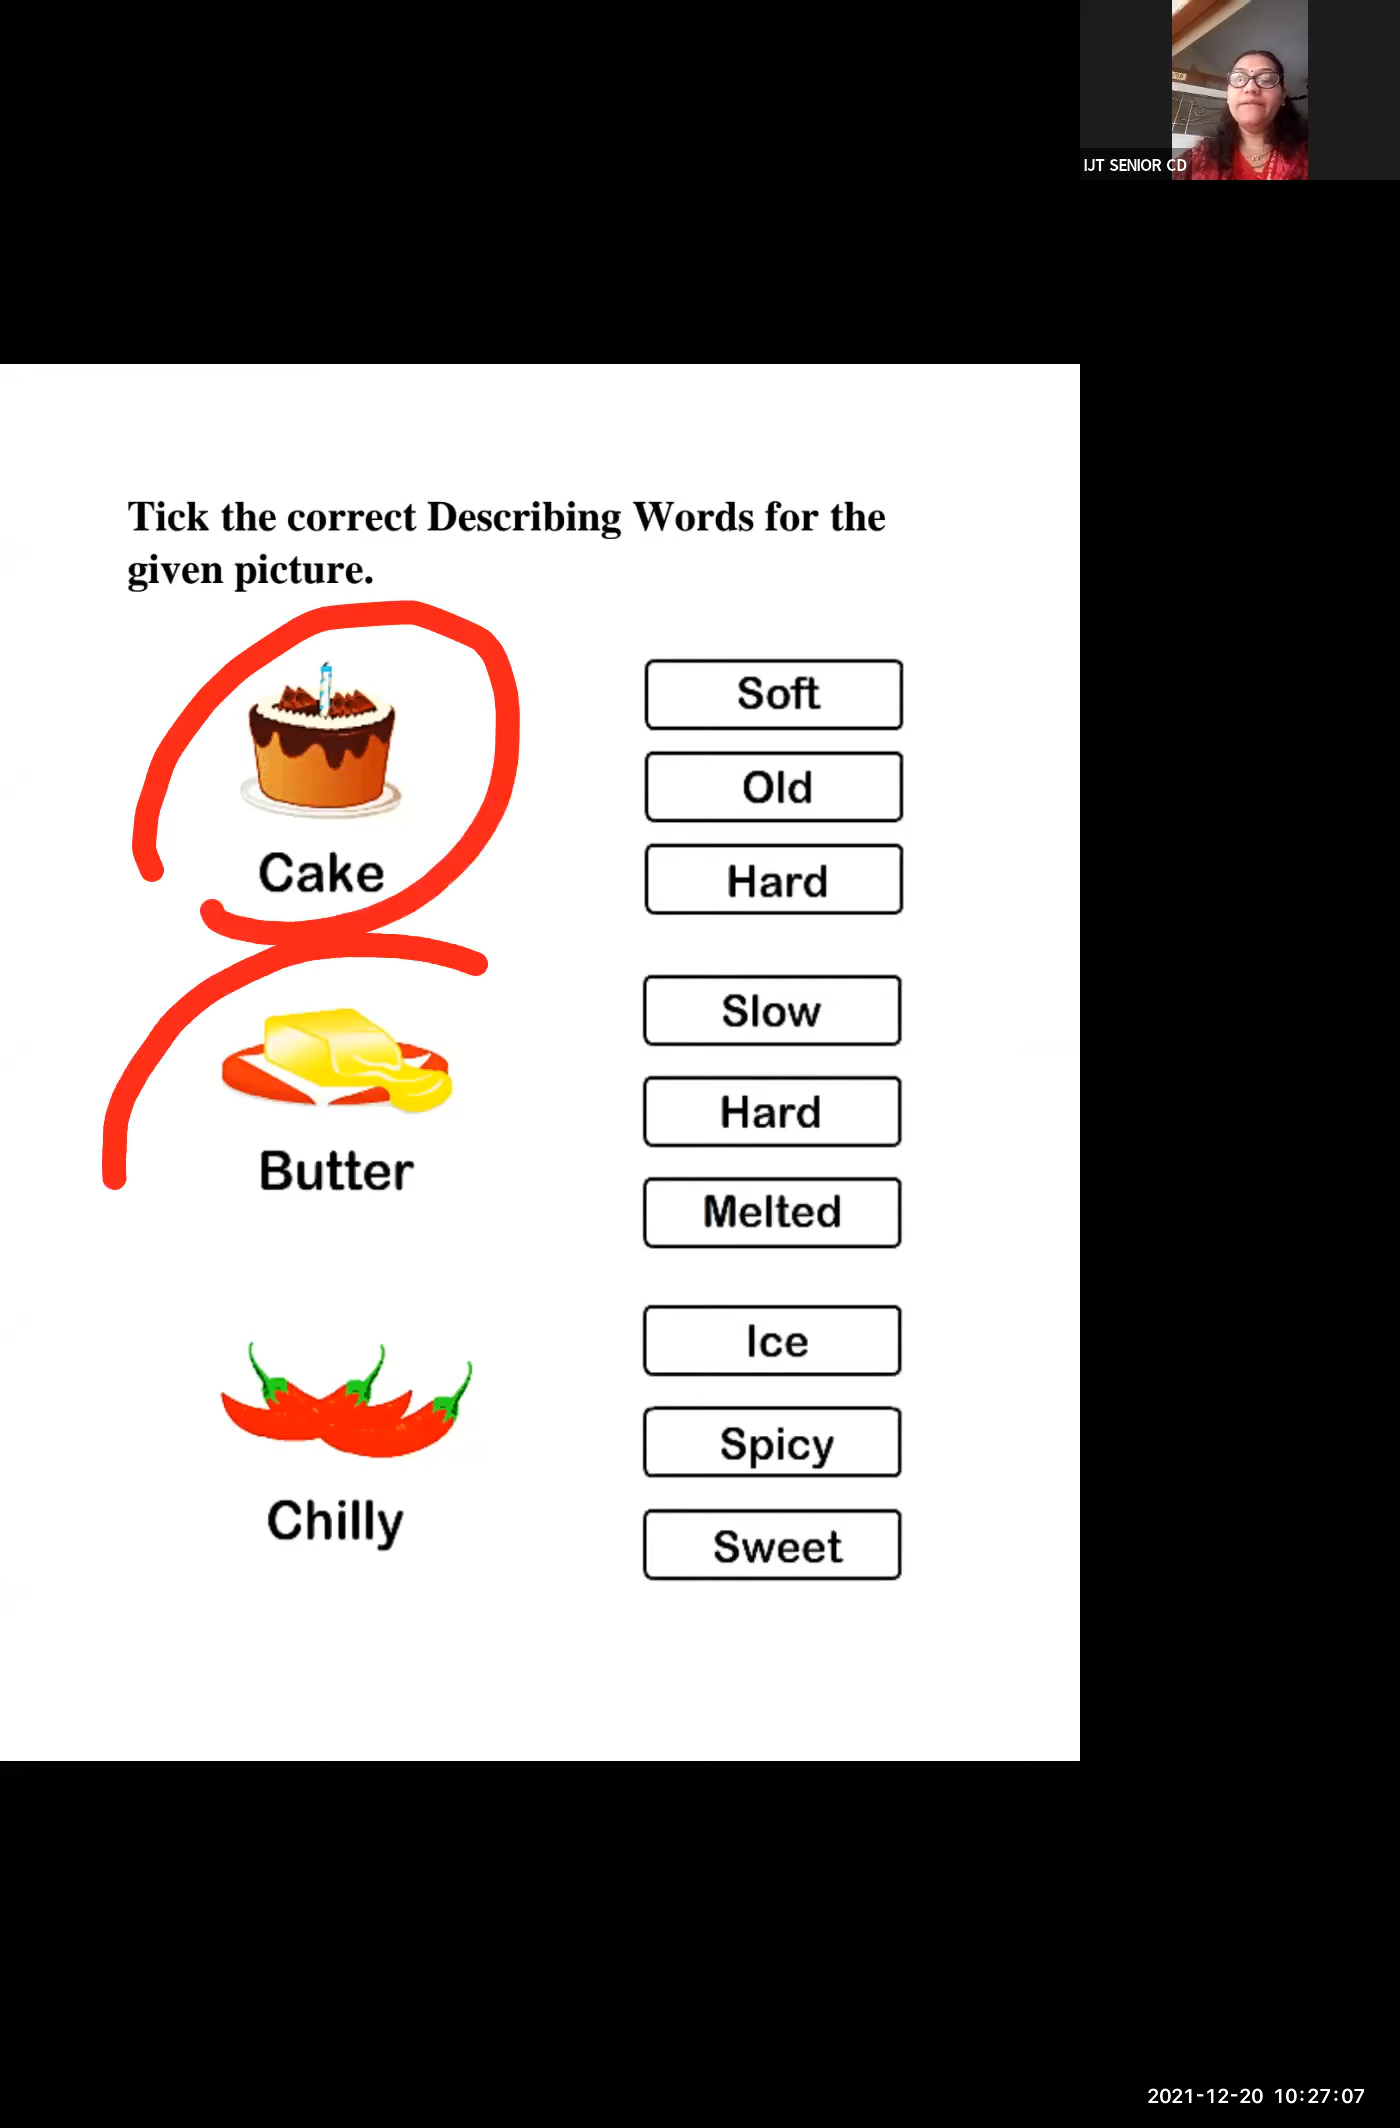 IJT SENIOR CD
Tick the correct Describing Words for the
given picture.
Soft
Old
Cake
Hard
Slow
Hard
Butter
Melted
Ice
Spicy
Chilly
Sweet
2021-12-20 10:27:07